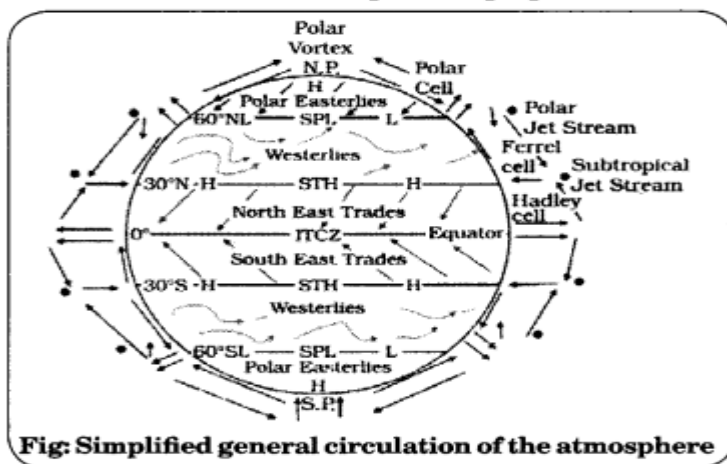 Polar
Vortex
N.P.
H
Polar
Cell
Polar Easterlies
60°NL SPL L
Polar
Jet Stream
Ferrel
cell
Westerlies
Subtropical
Jet Stream
30°N H STH H
Hadley
cell
North East Trades
0° ITCZ Equator
South East Trades
30°S H STH H
Westerlies
60°SL SPL L
Polar Easterlies
H
S.P.
Fig: Simplified general circulation of the atmosphere